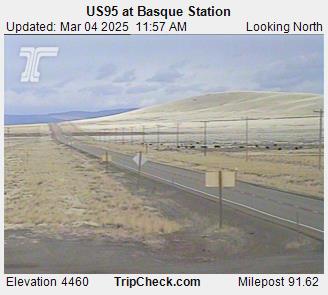 US95 at Basque Station
Updated: Mar 04 2025 11:57 AM Looking North
Elevation 4460 TripCheck.com Milepost 91.62